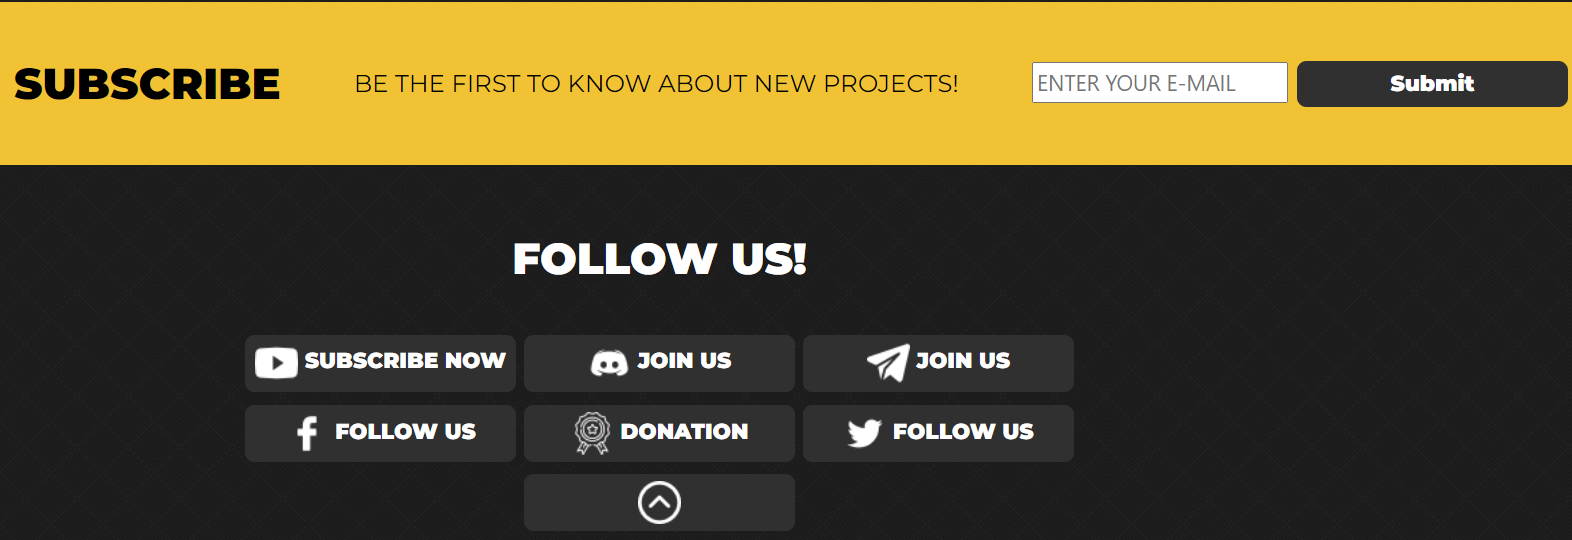 SUBSCRIBE
BE THE FIRST TO KNOW ABOUT NEW PROJECTS!
ENTER YOUR E-MAIL
Submit
FOLLOW US!
SUBSCRIBE NOW
JOIN US
JOIN US
FOLLOW US
DONATION
FOLLOW US